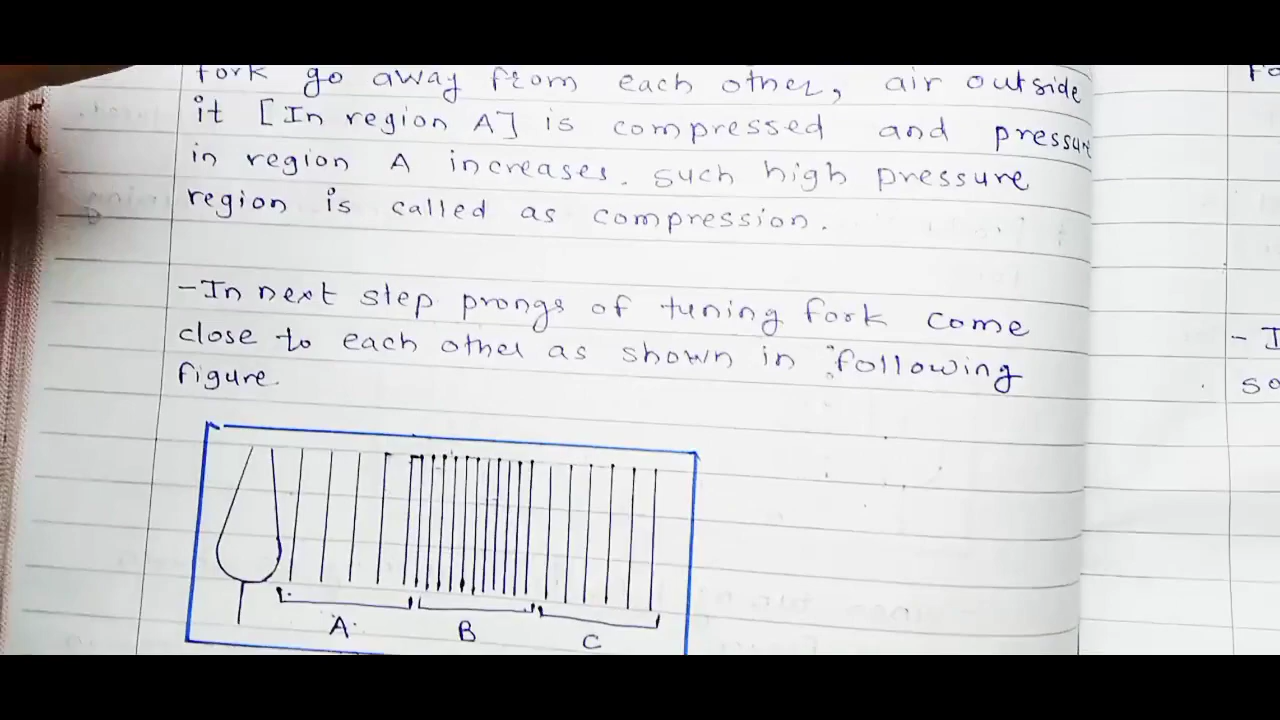 fork go away from each other, air outside
it [In region A] is compressed and pressure
in region A increases. such high pressure
region is called as compression.
- In next step prongs of tuning fork come
close to each other as shown in following
figure.
A
B
C
- I
so